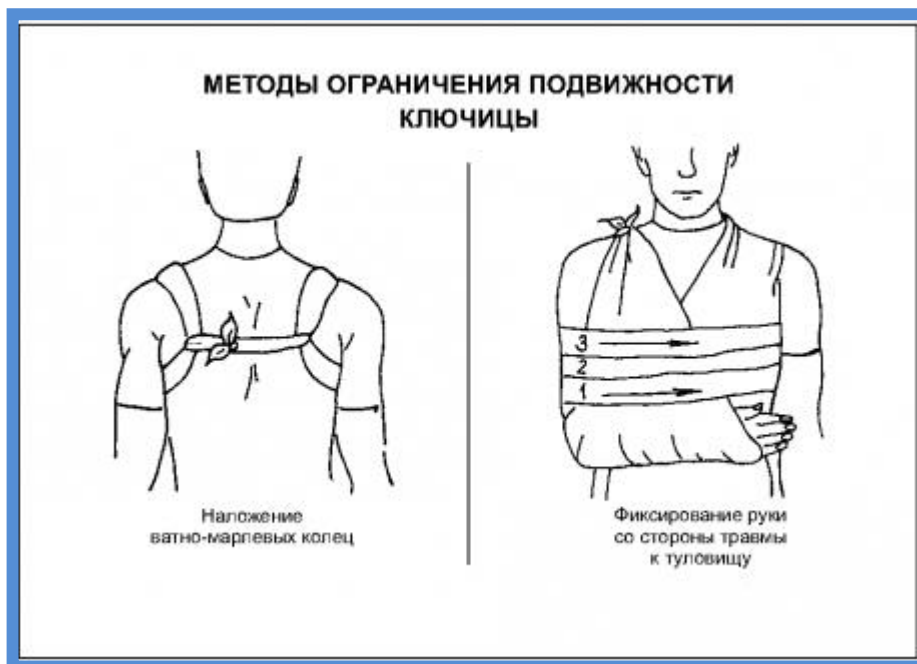 МЕТОДЫ ОГРАНИЧЕНИЯ ПОДВИЖНОСТИ
КЛЮЧИЦЫ
Наложение
ватно-марлевых колец
3
2
1
Фиксирование руки
со стороны травмы
к туловищу